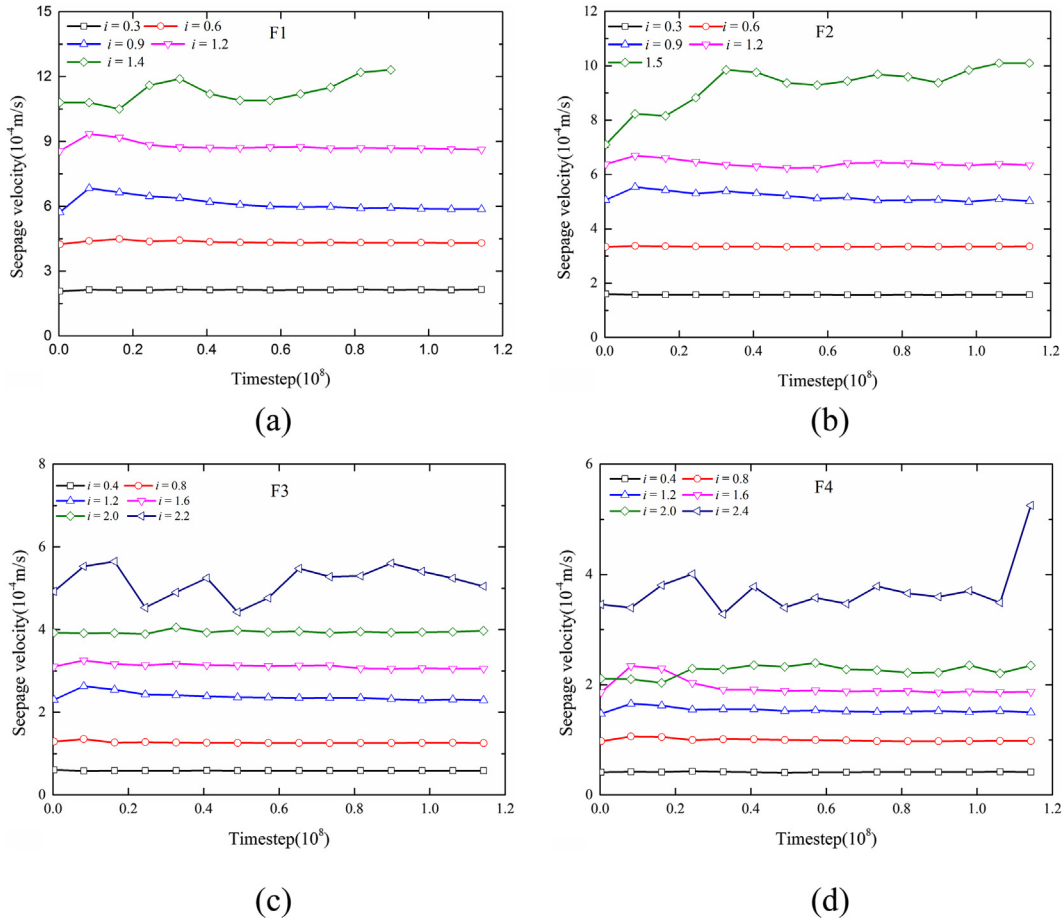 i = 0.3 i = 0.6
i = 0.9 i = 1.2
i = 1.4
F1
Seepage velocity(10⁻⁴m/s)
15
12
9
6
3
0
0.0 0.2 0.4 0.6 0.8 1.0 1.2
Timestep(10⁸)
(a)
i = 0.3 i = 0.6
i = 0.9 i = 1.2
1.5
F2
Seepage velocity(10⁻⁴m/s)
12
10
8
6
4
2
0
0.0 0.2 0.4 0.6 0.8 1.0 1.2
Timestep(10⁸)
(b)
i = 0.4 i = 0.8
i = 1.2 i = 1.6
i = 2.0 i = 2.2
F3
Seepage velocity(10⁻⁴m/s)
8
6
4
2
0
0.0 0.2 0.4 0.6 0.8 1.0 1.2
Timestep(10⁸)
(c)
i = 0.4 i = 0.8
i = 1.2 i = 1.6
i = 2.0 i = 2.4
F4
Seepage velocity(10⁻⁴m/s)
6
4
2
0
0.0 0.2 0.4 0.6 0.8 1.0 1.2
Timestep(10⁸)
(d)